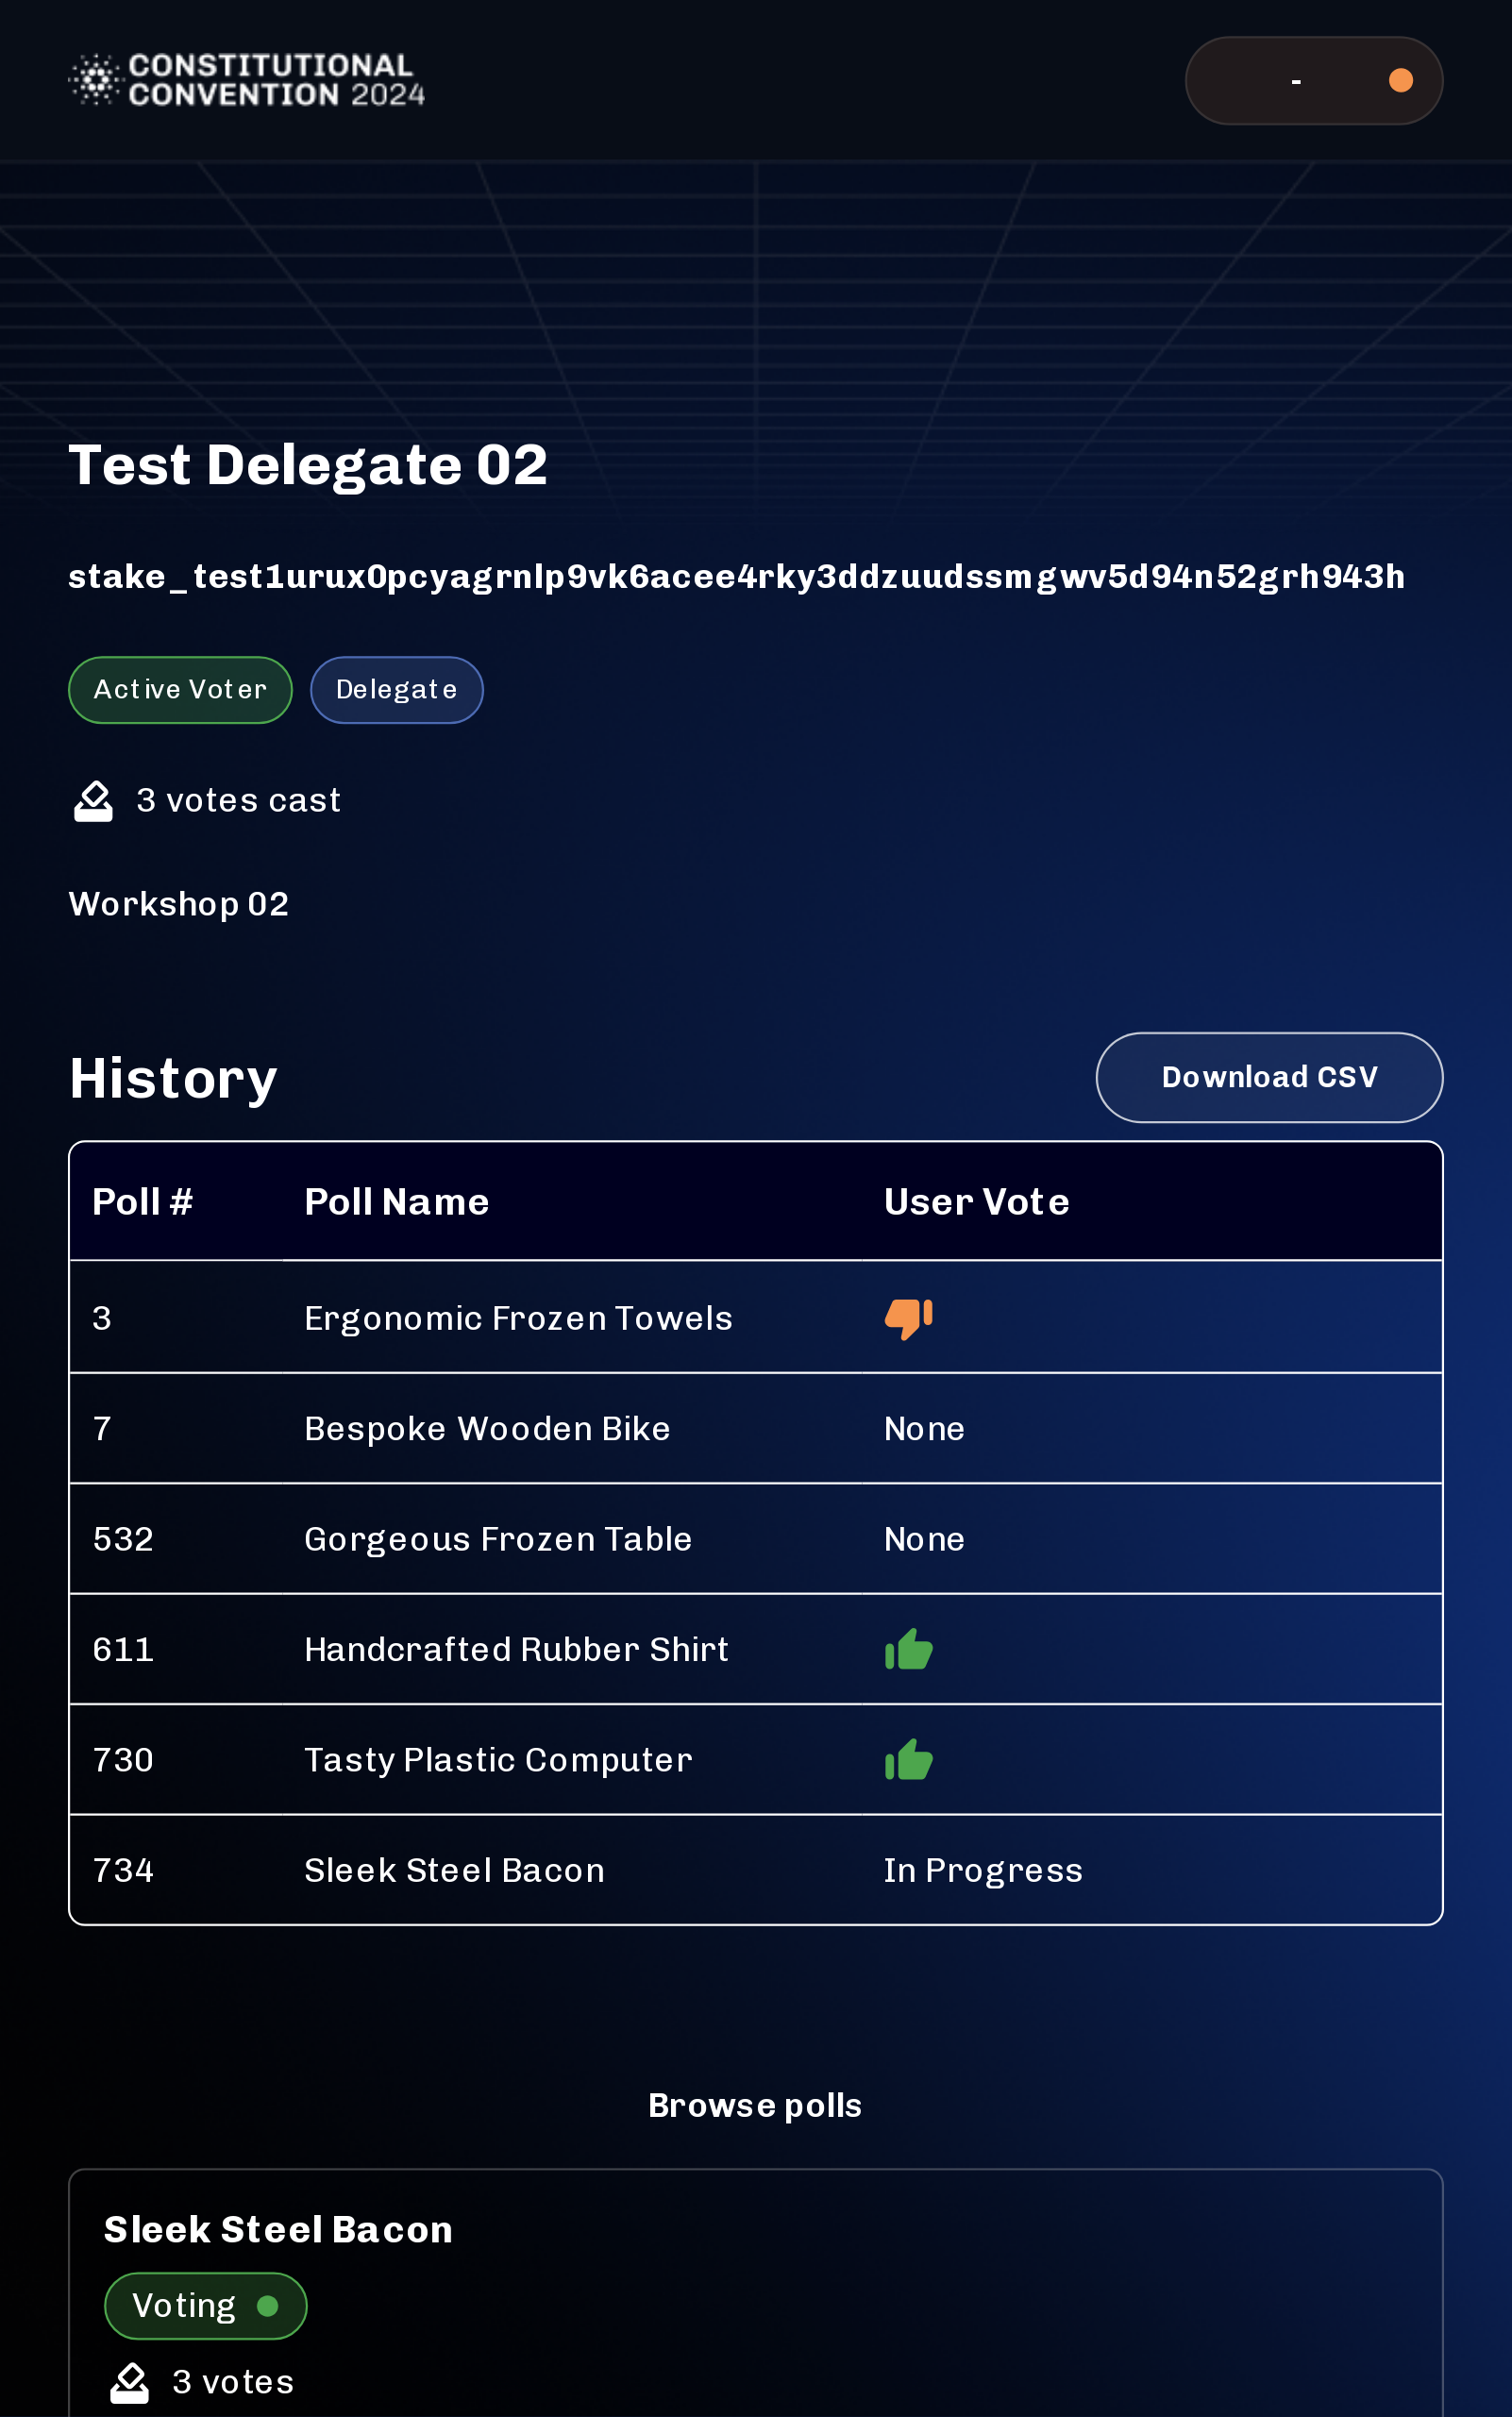 CONSTITUTIONAL
CONVENTION 2024
-
Test Delegate 02
stake_test1urux0pcyagrnlp9vk6acee4rky3ddzuudssmgwv5d94n52grh943h
Active Voter Delegate
3 votes cast
Workshop 02
History Download CSV
Poll # Poll Name User Vote
3 Ergonomic Frozen Towels
7 Bespoke Wooden Bike None
532 Gorgeous Frozen Table None
611 Handcrafted Rubber Shirt
730 Tasty Plastic Computer
734 Sleek Steel Bacon In Progress
Browse polls
Sleek Steel Bacon
Voting
3 votes